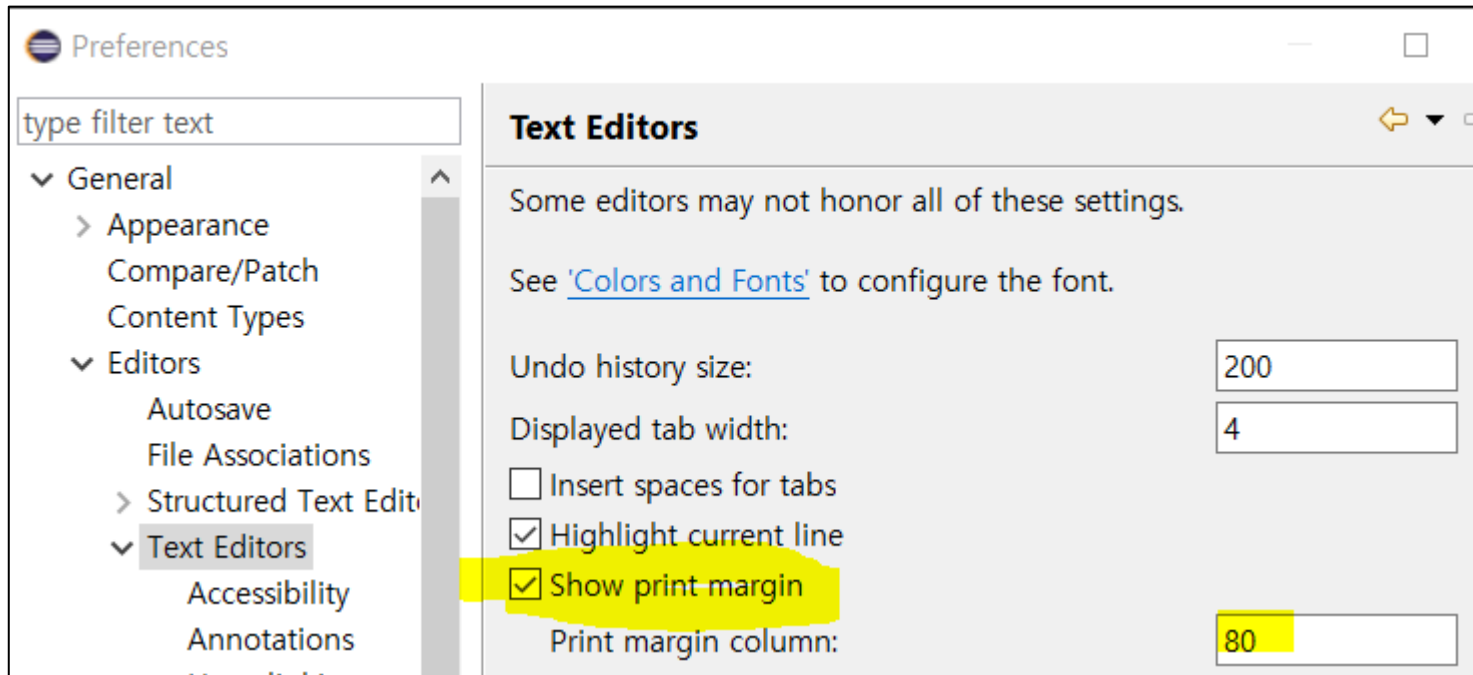 Preferences
type filter text
General
Appearance
Compare/Patch
Content Types
Editors
Autosave
File Associations
Structured Text Edit
Text Editors
Accessibility
Annotations
Text Editors
Some editors may not honor all of these settings.
See 'Colors and Fonts' to configure the font.
Undo history size: 200
Displayed tab width: 4
Insert spaces for tabs
Highlight current line
Show print margin
Print margin column: 80